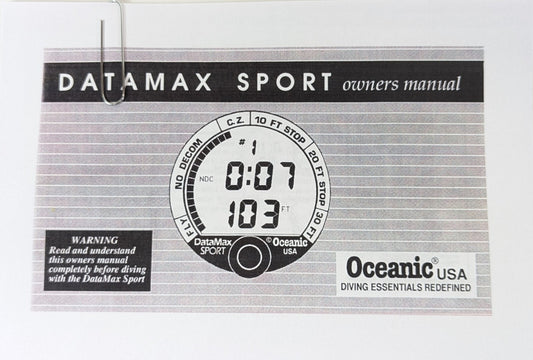 DATAMAX SPORT owners manual
C.Z. 10 FT STOP
NO DECOM 20 FT STOP
#1
NDC 0:07
103 FT
FLY 30 FT
DataMax © Oceanic
SPORT USA
WARNING
Read and understand
this owners manual
completely before diving
with the DataMax Sport
Oceanic® USA
DIVING ESSENTIALS REDEFINED